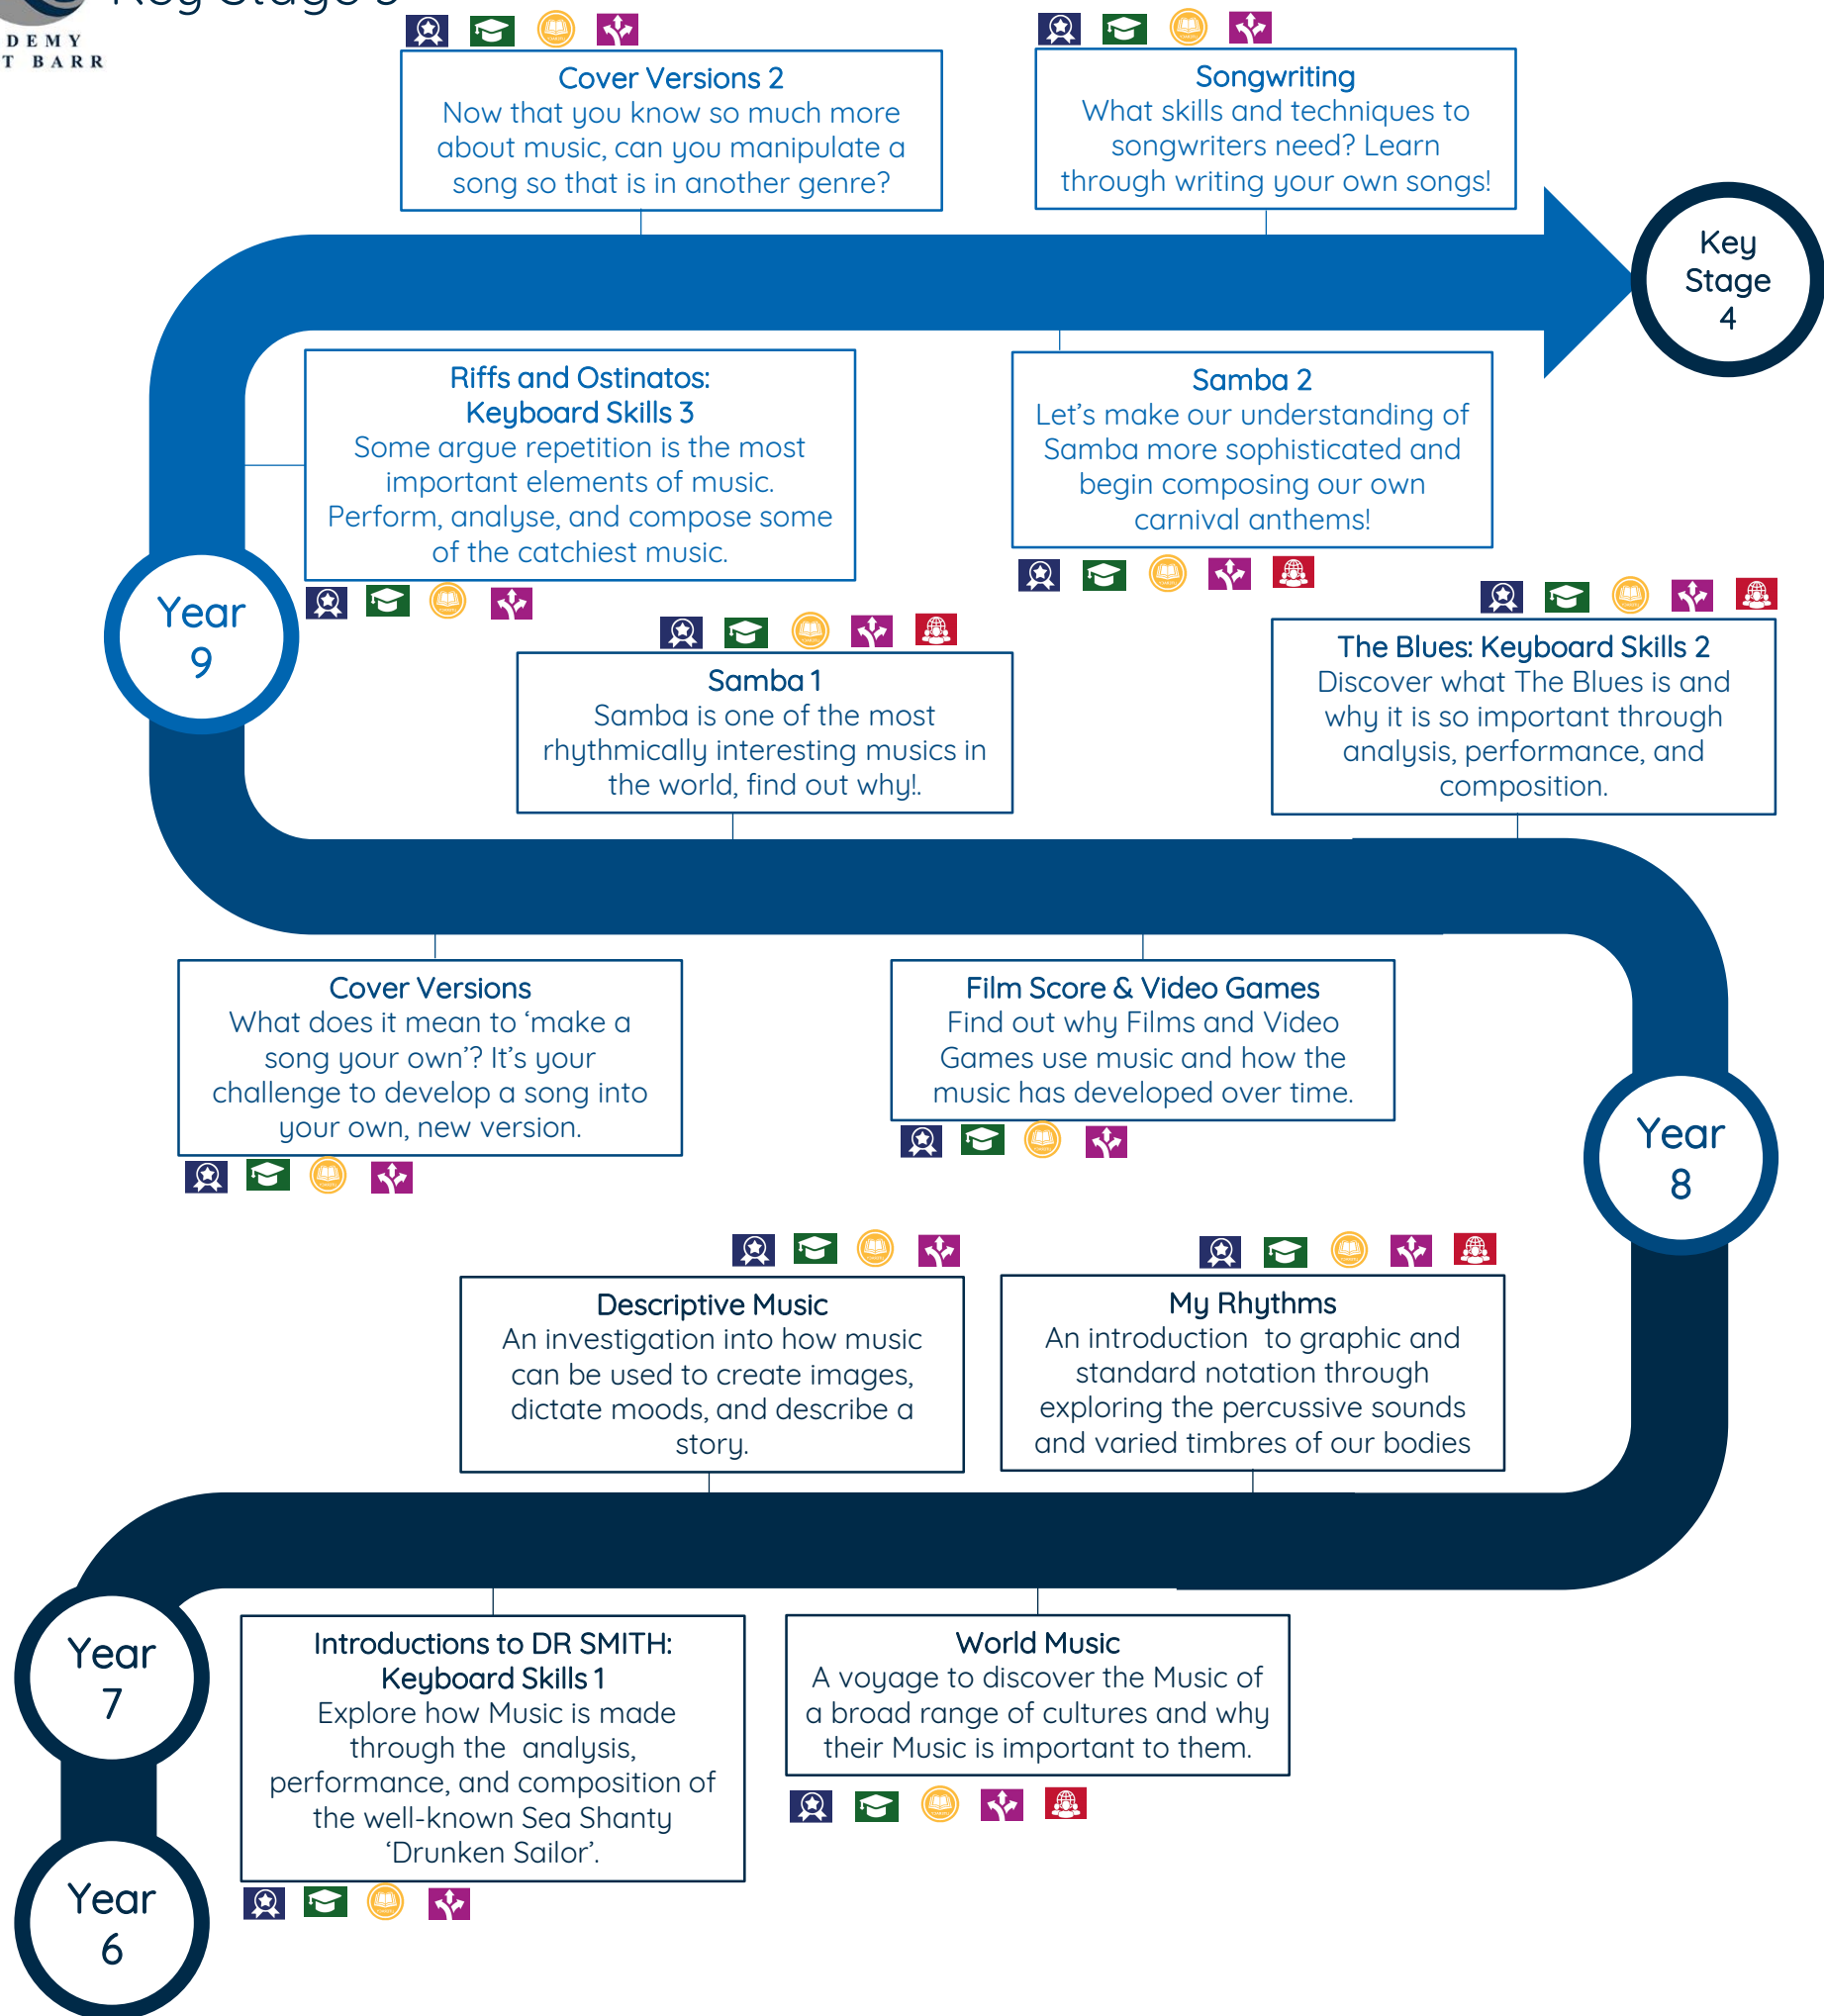 Key Stage 3
DEMY
T BARR
Cover Versions 2
Now that you know so much more
about music, can you manipulate a
song so that is in another genre?
Songwriting
What skills and techniques to
songwriters need? Learn
through writing your own songs!
Key
Stage
4
Riffs and Ostinatos:
Keyboard Skills 3
Some argue repetition is the most
important elements of music.
Perform, analyse, and compose some
of the catchiest music.
Samba 2
Let’s make our understanding of
Samba more sophisticated and
begin composing our own
carnival anthems!
Year
9
Samba 1
Samba is one of the most
rhythmically interesting musics in
the world, find out why!.
The Blues: Keyboard Skills 2
Discover what The Blues is and
why it is so important through
analysis, performance, and
composition.
Cover Versions
What does it mean to ‘make a
song your own’? It’s your
challenge to develop a song into
your own, new version.
Film Score & Video Games
Find out why Films and Video
Games use music and how the
music has developed over time.
Year
8
Descriptive Music
An investigation into how music
can be used to create images,
dictate moods, and describe a
story.
My Rhythms
An introduction  to graphic and
standard notation through
exploring the percussive sounds
and varied timbres of our bodies
Year
7
Introductions to DR SMITH:
Keyboard Skills 1
Explore how Music is made
through the  analysis,
performance, and composition of
the well-known Sea Shanty
‘Drunken Sailor’.
World Music
A voyage to discover the Music of
a broad range of cultures and why
their Music is important to them.
Year
6